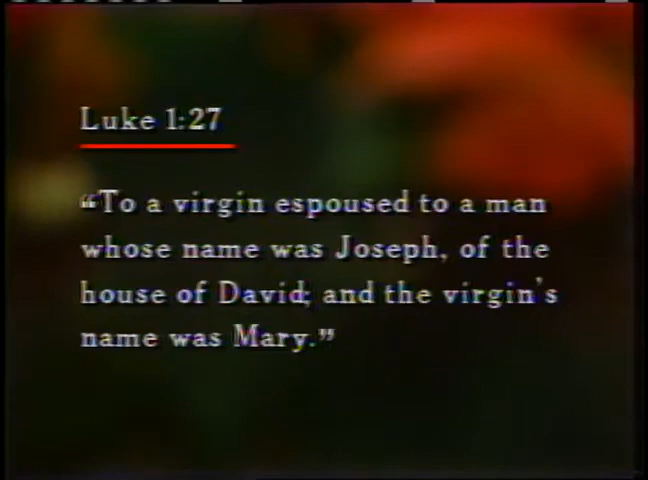 Luke 1:27
“To a virgin espoused to a man
whose name was Joseph, of the
house of David; and the virgin's
name was Mary.”